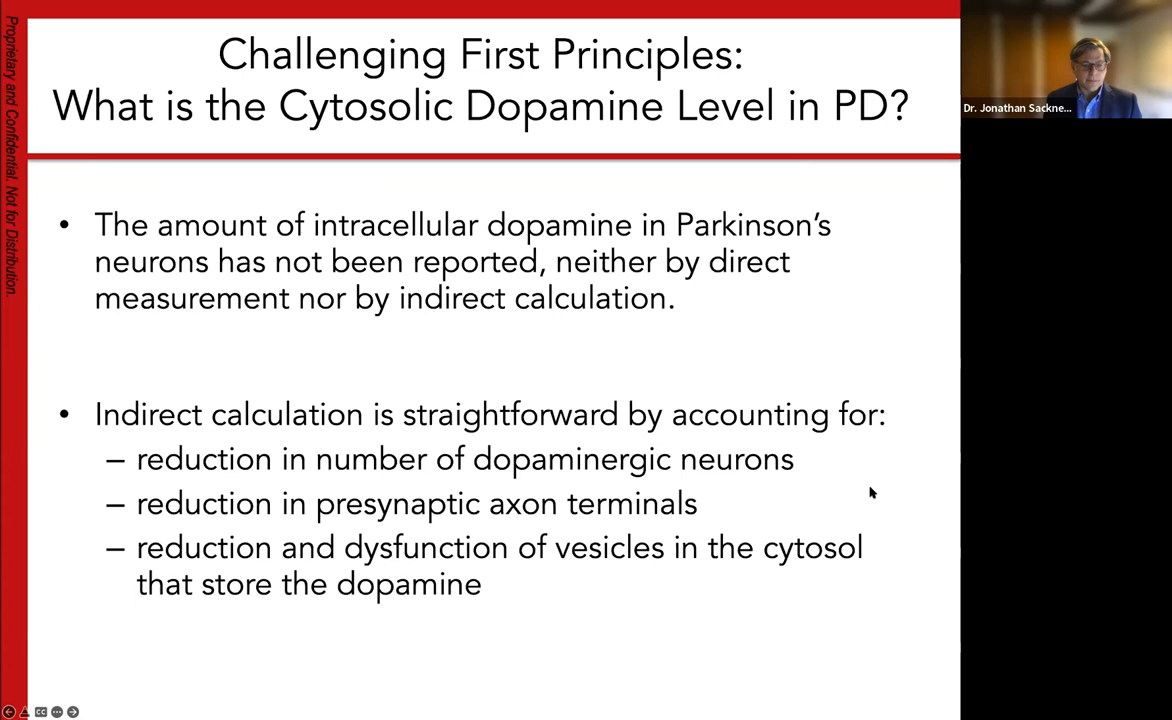 Proprietary and Confidential. Not for Distribution.
Challenging First Principles:
What is the Cytosolic Dopamine Level in PD?
• The amount of intracellular dopamine in Parkinson’s
neurons has not been reported, neither by direct
measurement nor by indirect calculation.
• Indirect calculation is straightforward by accounting for:
– reduction in number of dopaminergic neurons
– reduction in presynaptic axon terminals
– reduction and dysfunction of vesicles in the cytosol
that store the dopamine
Dr. Jonathan Sackne...
CC